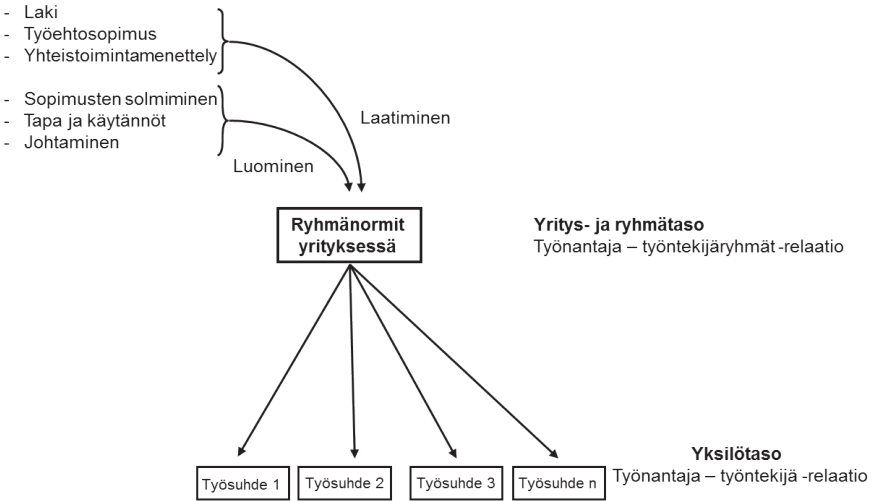 - Laki
- Työehtosopimus
- Yhteistoimintamenettely
- Sopimusten solmiminen
- Tapa ja käytännöt
- Johtaminen
Laatiminen
Luominen
Ryhmänormit
yrityksessä
Yritys- ja ryhmätaso
Työnantaja – työntekijäryhmät -relaatio
Yksilötaso
Työnantaja – työntekijä -relaatio
Työsuhde 1
Työsuhde 2
Työsuhde 3
Työsuhde n